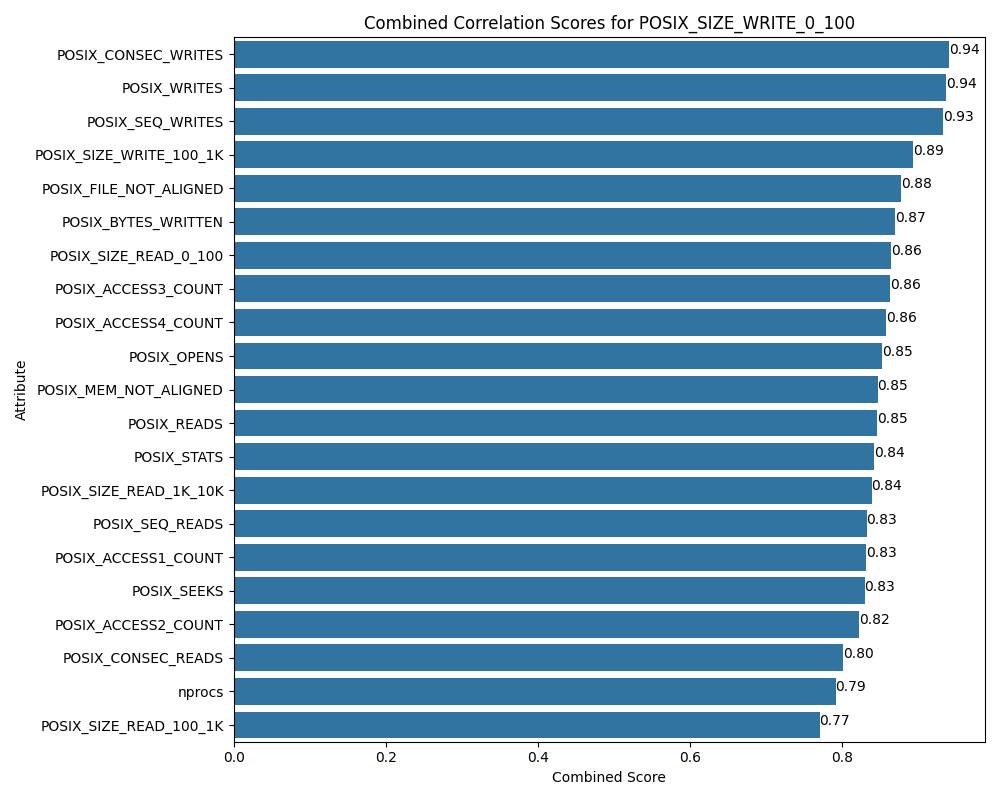 Combined Correlation Scores for POSIX_SIZE_WRITE_0_100
POSIX_CONSEC_WRITES 0.94
POSIX_WRITES 0.94
POSIX_SEQ_WRITES 0.93
POSIX_SIZE_WRITE_100_1K 0.89
POSIX_FILE_NOT_ALIGNED 0.88
POSIX_BYTES_WRITTEN 0.87
POSIX_SIZE_READ_0_100 0.86
POSIX_ACCESS3_COUNT 0.86
POSIX_ACCESS4_COUNT 0.86
POSIX_OPENS 0.85
POSIX_MEM_NOT_ALIGNED 0.85
POSIX_READS 0.85
POSIX_STATS 0.84
POSIX_SIZE_READ_1K_10K 0.84
POSIX_SEQ_READS 0.83
POSIX_ACCESS1_COUNT 0.83
POSIX_SEEKS 0.83
POSIX_ACCESS2_COUNT 0.82
POSIX_CONSEC_READS 0.80
nprocs 0.79
POSIX_SIZE_READ_100_1K 0.77
Attribute
0.0 0.2 0.4 0.6 0.8
Combined Score